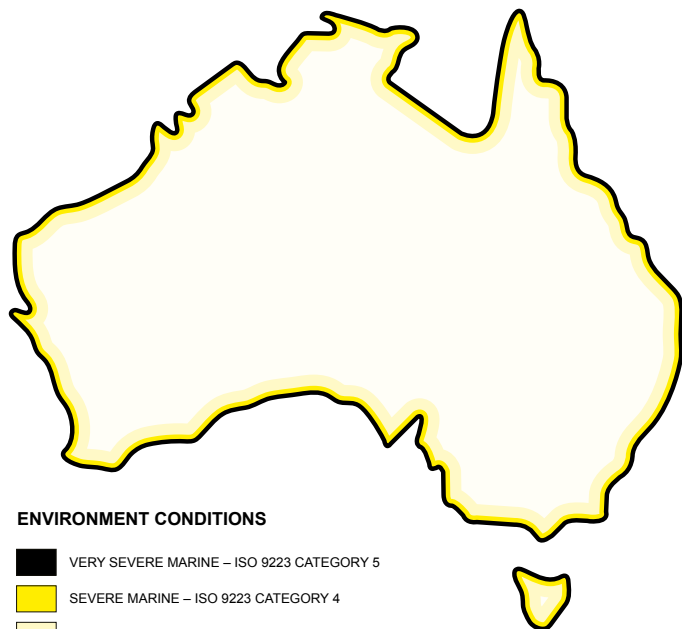 ENVIRONMENT CONDITIONS
VERY SEVERE MARINE – ISO 9223 CATEGORY 5
SEVERE MARINE – ISO 9223 CATEGORY 4